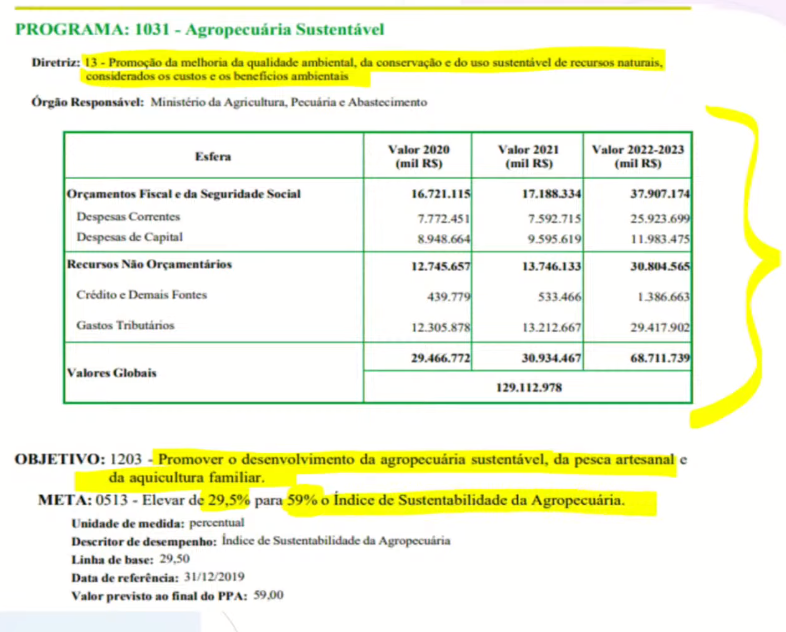 PROGRAMA: 1031 - Agropecuária Sustentável
Diretriz: 13 - Promoção da melhoria da qualidade ambiental, da conservação e do uso sustentável de recursos naturais,
considerados os custos e os benefícios ambientais
Órgão Responsável: Ministério da Agricultura, Pecuária e Abastecimento
Esfera Valor 2020 (mil R$) Valor 2021 (mil R$) Valor 2022-2023 (mil R$)
Orçamentos Fiscal e da Seguridade Social 16.721.115 17.188.334 37.907.174
Despesas Correntes 7.772.451 7.592.715 25.923.699
Despesas de Capital 8.948.664 9.595.619 11.983.475
Recursos Não Orçamentários 12.745.657 13.746.133 30.804.565
Crédito e Demais Fontes 439.779 533.466 1.386.663
Gastos Tributários 12.305.878 13.212.667 29.417.902
Valores Globais 29.466.772 30.934.467 68.711.739
129.112.978
OBJETIVO: 1203 - Promover o desenvolvimento da agropecuária sustentável, da pesca artesanal e
da aquicultura familiar.
META: 0513 - Elevar de 29,5% para 59% o Índice de Sustentabilidade da Agropecuária.
Unidade de medida: percentual
Descritor de desempenho: Índice de Sustentabilidade da Agropecuária
Linha de base: 29,50
Data de referência: 31/12/2019
Valor previsto ao final do PPA: 59,00